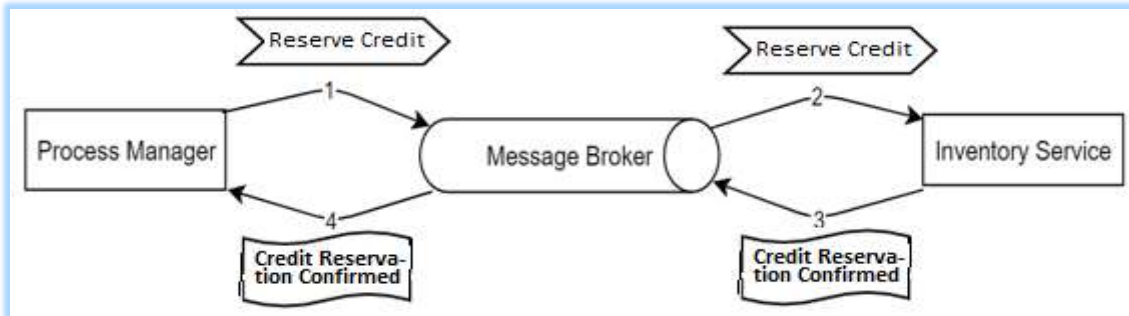 Reserve Credit
Reserve Credit
1
2
Process Manager
Message Broker
Inventory Service
4
3
Credit Reserva-
tion Confirmed
Credit Reserva-
tion Confirmed